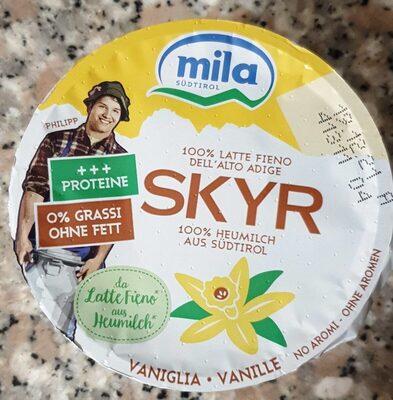 mila
SÜDTIROL
PHILIPP
100% LATTE FIENO
DELL'ALTO ADIGE
+++
PROTEINE
SKYR
0% GRASSI
OHNE FETT
100% HEUMILCH
AUS SÜDTIROL
da
Latte Fieno
aus
Heumilch*
VANIGLIA • VANILLE
NO AROMI - OHNE AROMEN